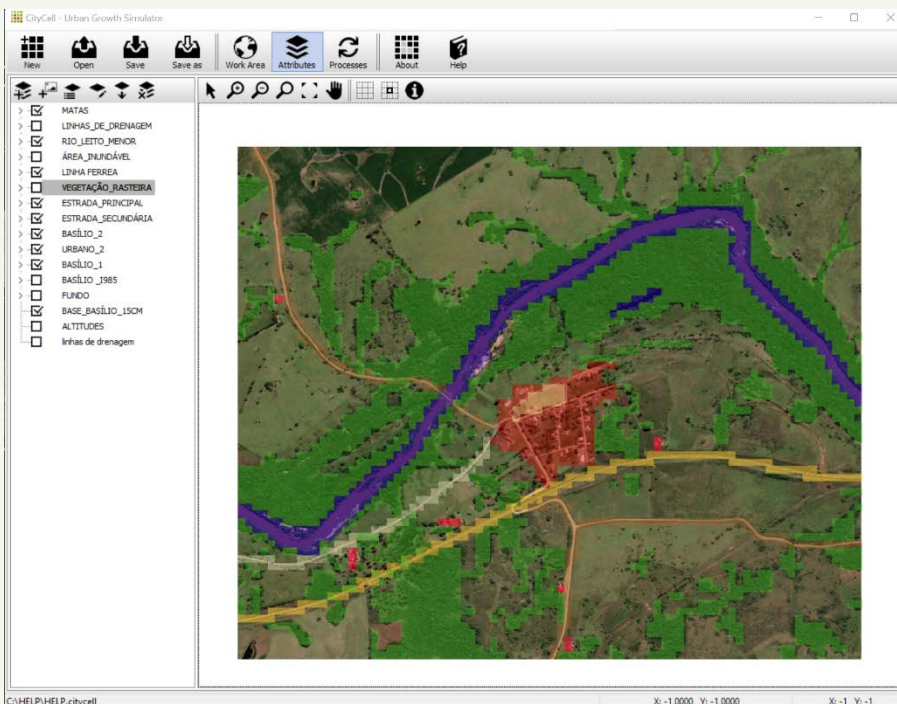 CityCell - Urban Growth Simulator
New Open Save Save as Work Area Attributes Processes About Help
MATAS
LINHAS_DE_DRENAGEM
RIO_LEITO_MENOR
ÁREA_INUNDÁVEL
LINHA FERREA
VEGETAÇÃO_RASTEIRA
ESTRADA_PRINCIPAL
ESTRADA_SECUNDÁRIA
BASÍLIO_2
URBANO_2
BASÍLIO_1
BASÍLIO _1985
FUNDO
BASE_BASÍLIO_15CM
ALTITUDES
linhas de drenagem
C:\HELP\HELP.citycell X: -1.0000 Y: -1.0000 X: -1 Y: -1